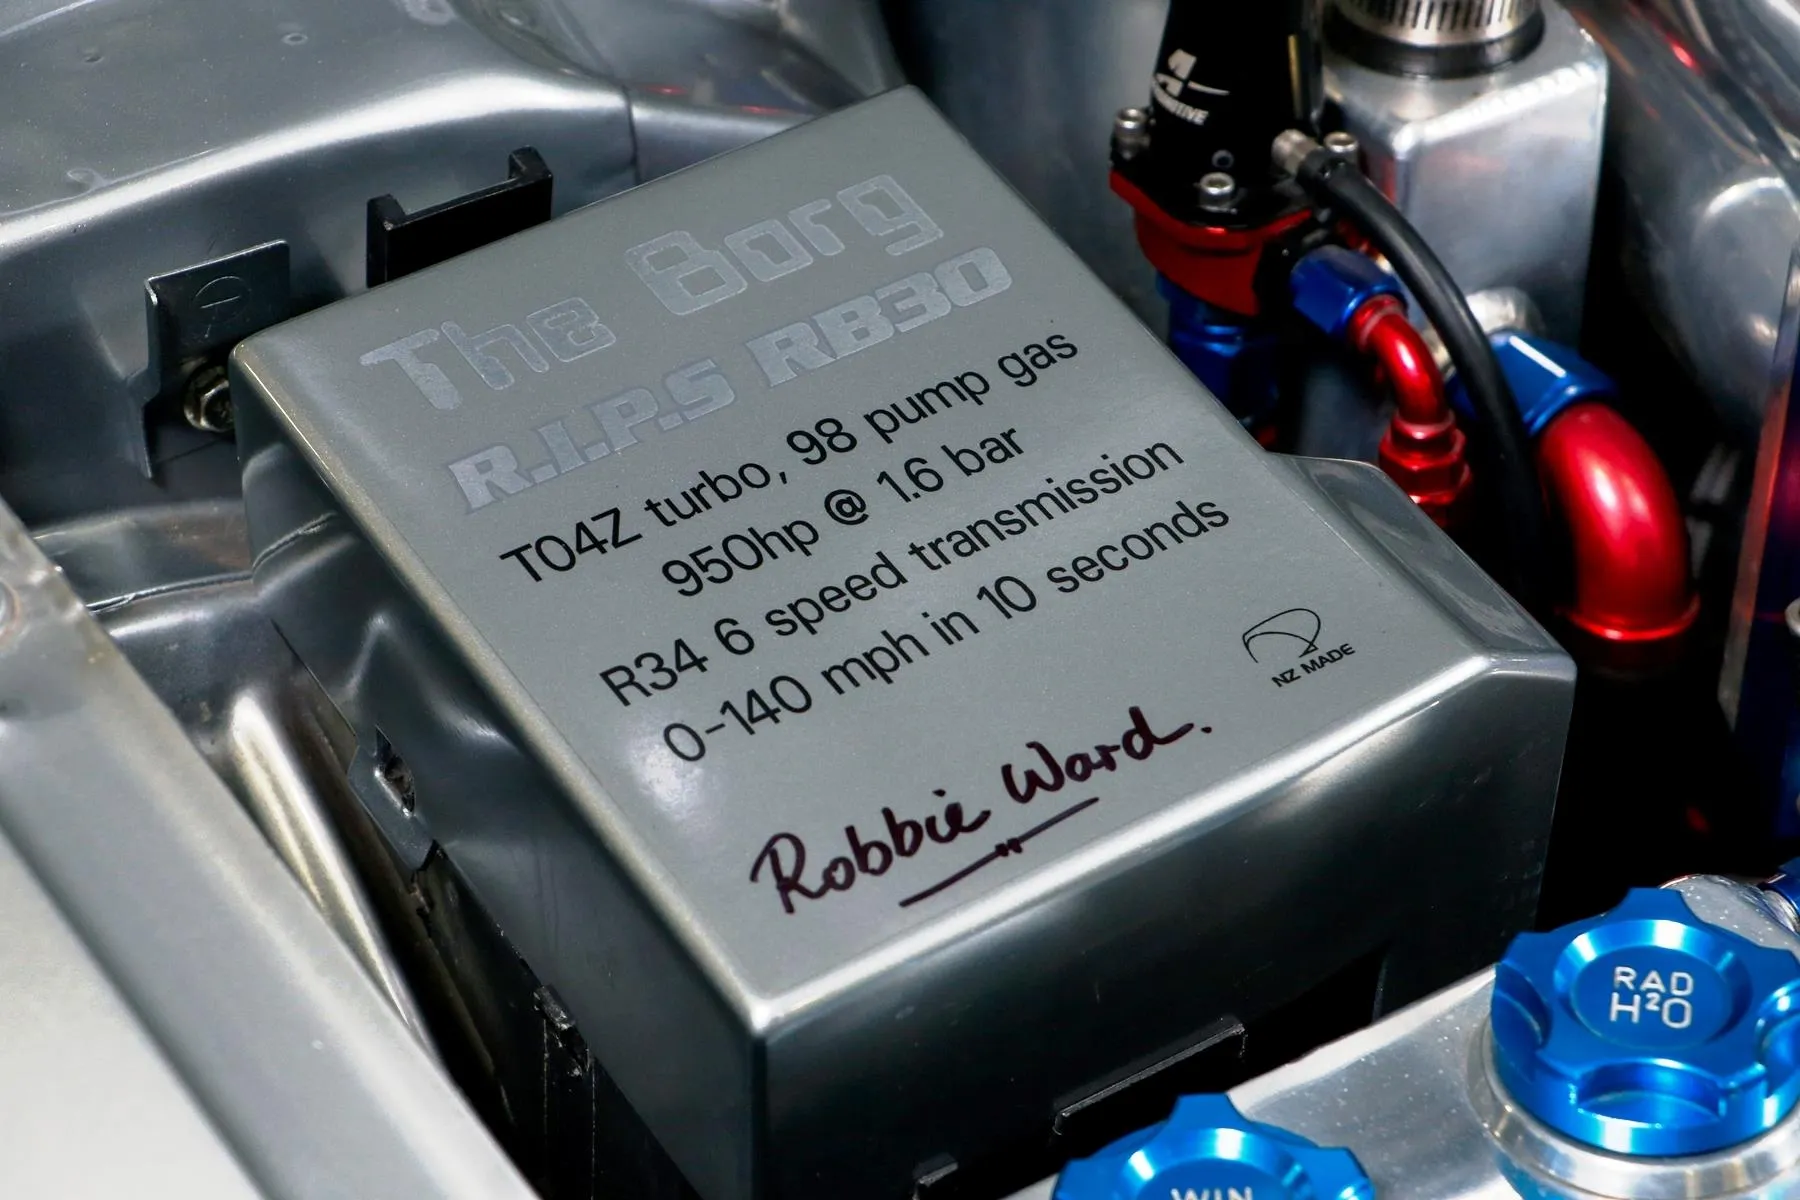 The Borg
R.I.P.S RB30
T04Z turbo, 98 pump gas
950hp @ 1.6 bar
R34 6 speed transmission
0-140 mph in 10 seconds
NZ MADE
Robbie Ward.
RAD
H²O